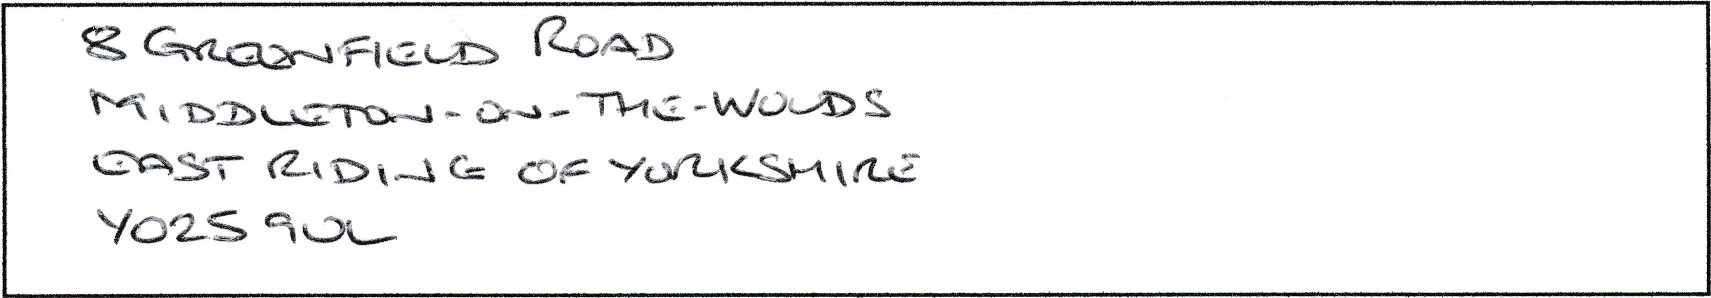 8 GREENFIELD ROAD
MIDDLETON-ON-THE-WOLDS
EAST RIDING OF YORKSHIRE
YO25 9UL